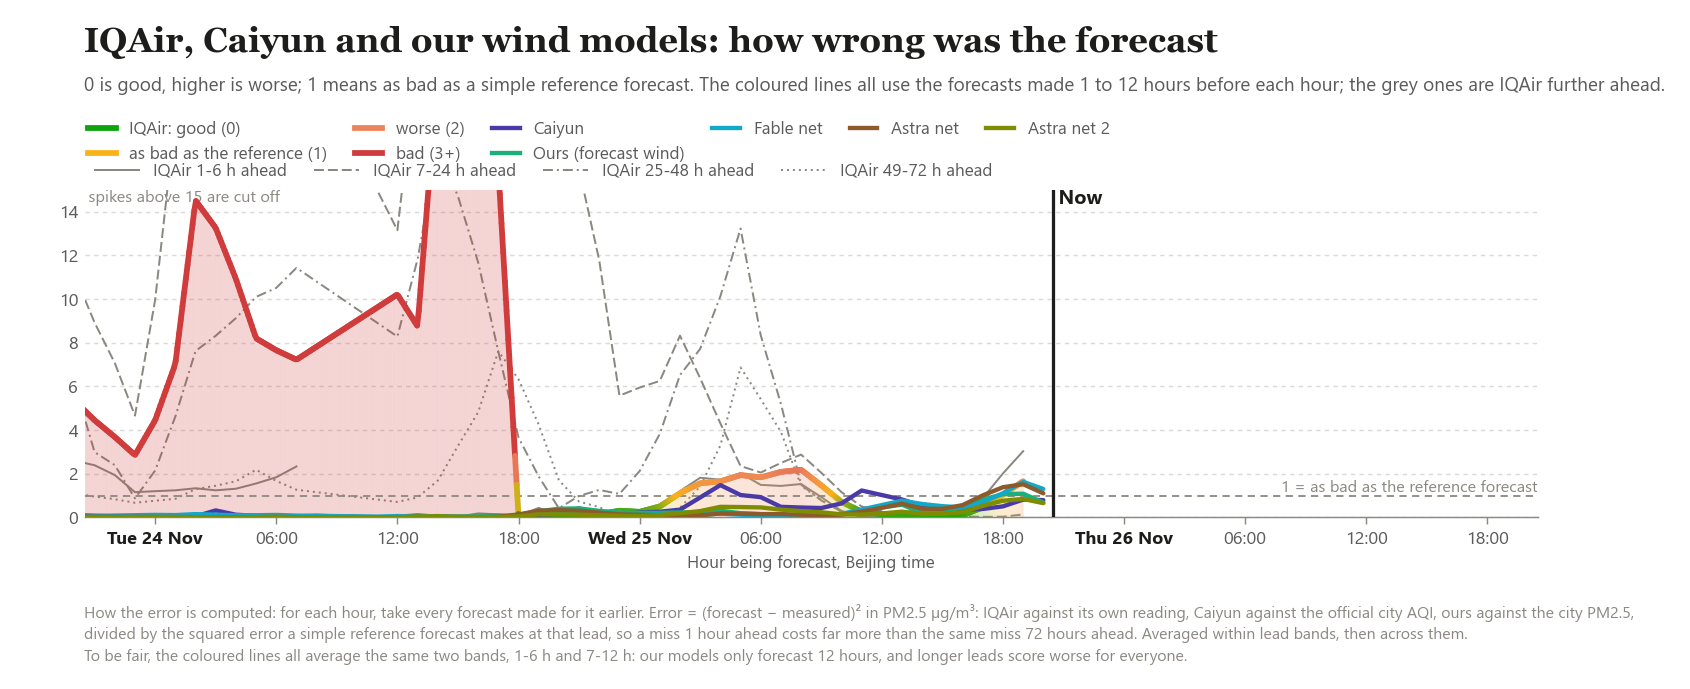 IQAir, Caiyun and our wind models: how wrong was the forecast
0 is good, higher is worse; 1 means as bad as a simple reference forecast. The coloured lines all use the forecasts made 1 to 12 hours before each hour; the grey ones are IQAir further ahead.
IQAir: good (0) worse (2) Caiyun Fable net Astra net Astra net 2
as bad as the reference (1) bad (3+) Ours (forecast wind)
IQAir 1-6 h ahead IQAir 7-24 h ahead IQAir 25-48 h ahead IQAir 49-72 h ahead
spikes above 15 are cut off
Now
14
12
10
8
6
4
2
1 = as bad as the reference forecast
0
Tue 24 Nov 06:00 12:00 18:00 Wed 25 Nov 06:00 12:00 18:00 Thu 26 Nov 06:00 12:00 18:00
Hour being forecast, Beijing time
How the error is computed: for each hour, take every forecast made for it earlier. Error = (forecast − measured)² in PM2.5 µg/m³: IQAir against its own reading, Caiyun against the official city AQI, ours against the city PM2.5,
divided by the squared error a simple reference forecast makes at that lead, so a miss 1 hour ahead costs far more than the same miss 72 hours ahead. Averaged within lead bands, then across them.
To be fair, the coloured lines all average the same two bands, 1-6 h and 7-12 h: our models only forecast 12 hours, and longer leads score worse for everyone.